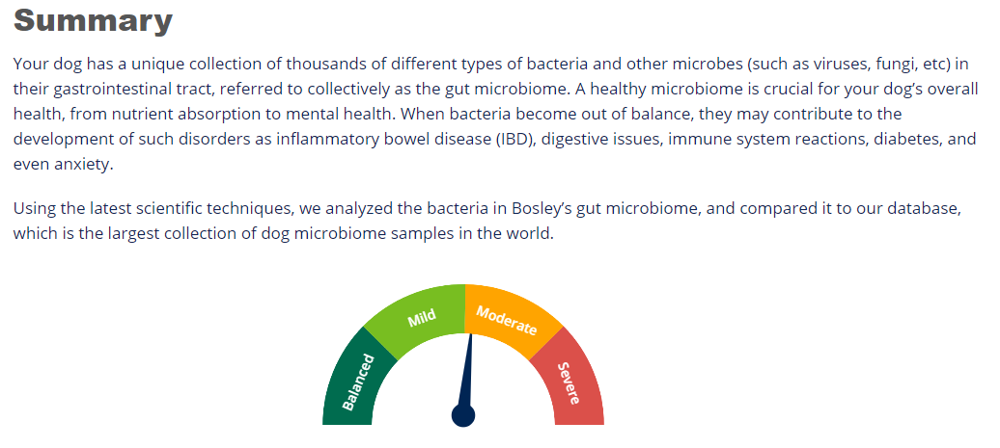 Summary
Your dog has a unique collection of thousands of different types of bacteria and other microbes (such as viruses, fungi, etc) in
their gastrointestinal tract, referred to collectively as the gut microbiome. A healthy microbiome is crucial for your dog's overall
health, from nutrient absorption to mental health. When bacteria become out of balance, they may contribute to the
development of such disorders as inflammatory bowel disease (IBD), digestive issues, immune system reactions, diabetes, and
even anxiety.
Using the latest scientific techniques, we analyzed the bacteria in Bosley's gut microbiome, and compared it to our database,
which is the largest collection of dog microbiome samples in the world.
Balanced
Mild
Moderate
Severe